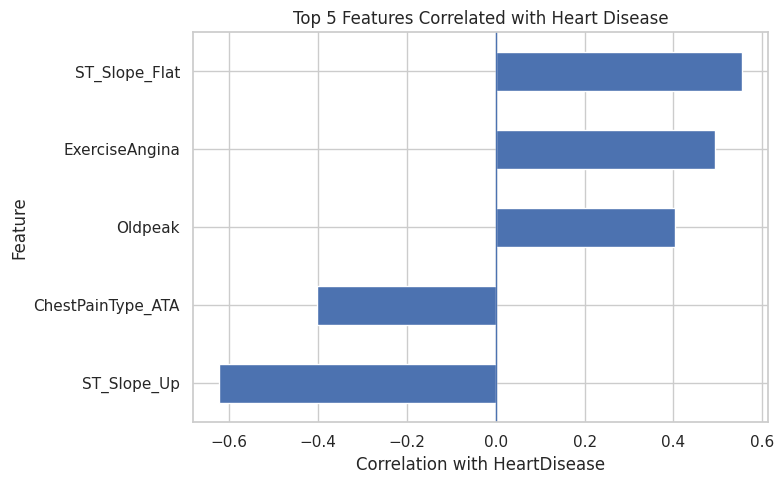 Top 5 Features Correlated with Heart Disease
ST_Slope_Flat
ExerciseAngina
Oldpeak
ChestPainType_ATA
ST_Slope_Up
Feature
−0.6 −0.4 −0.2 0.0 0.2 0.4 0.6
Correlation with HeartDisease